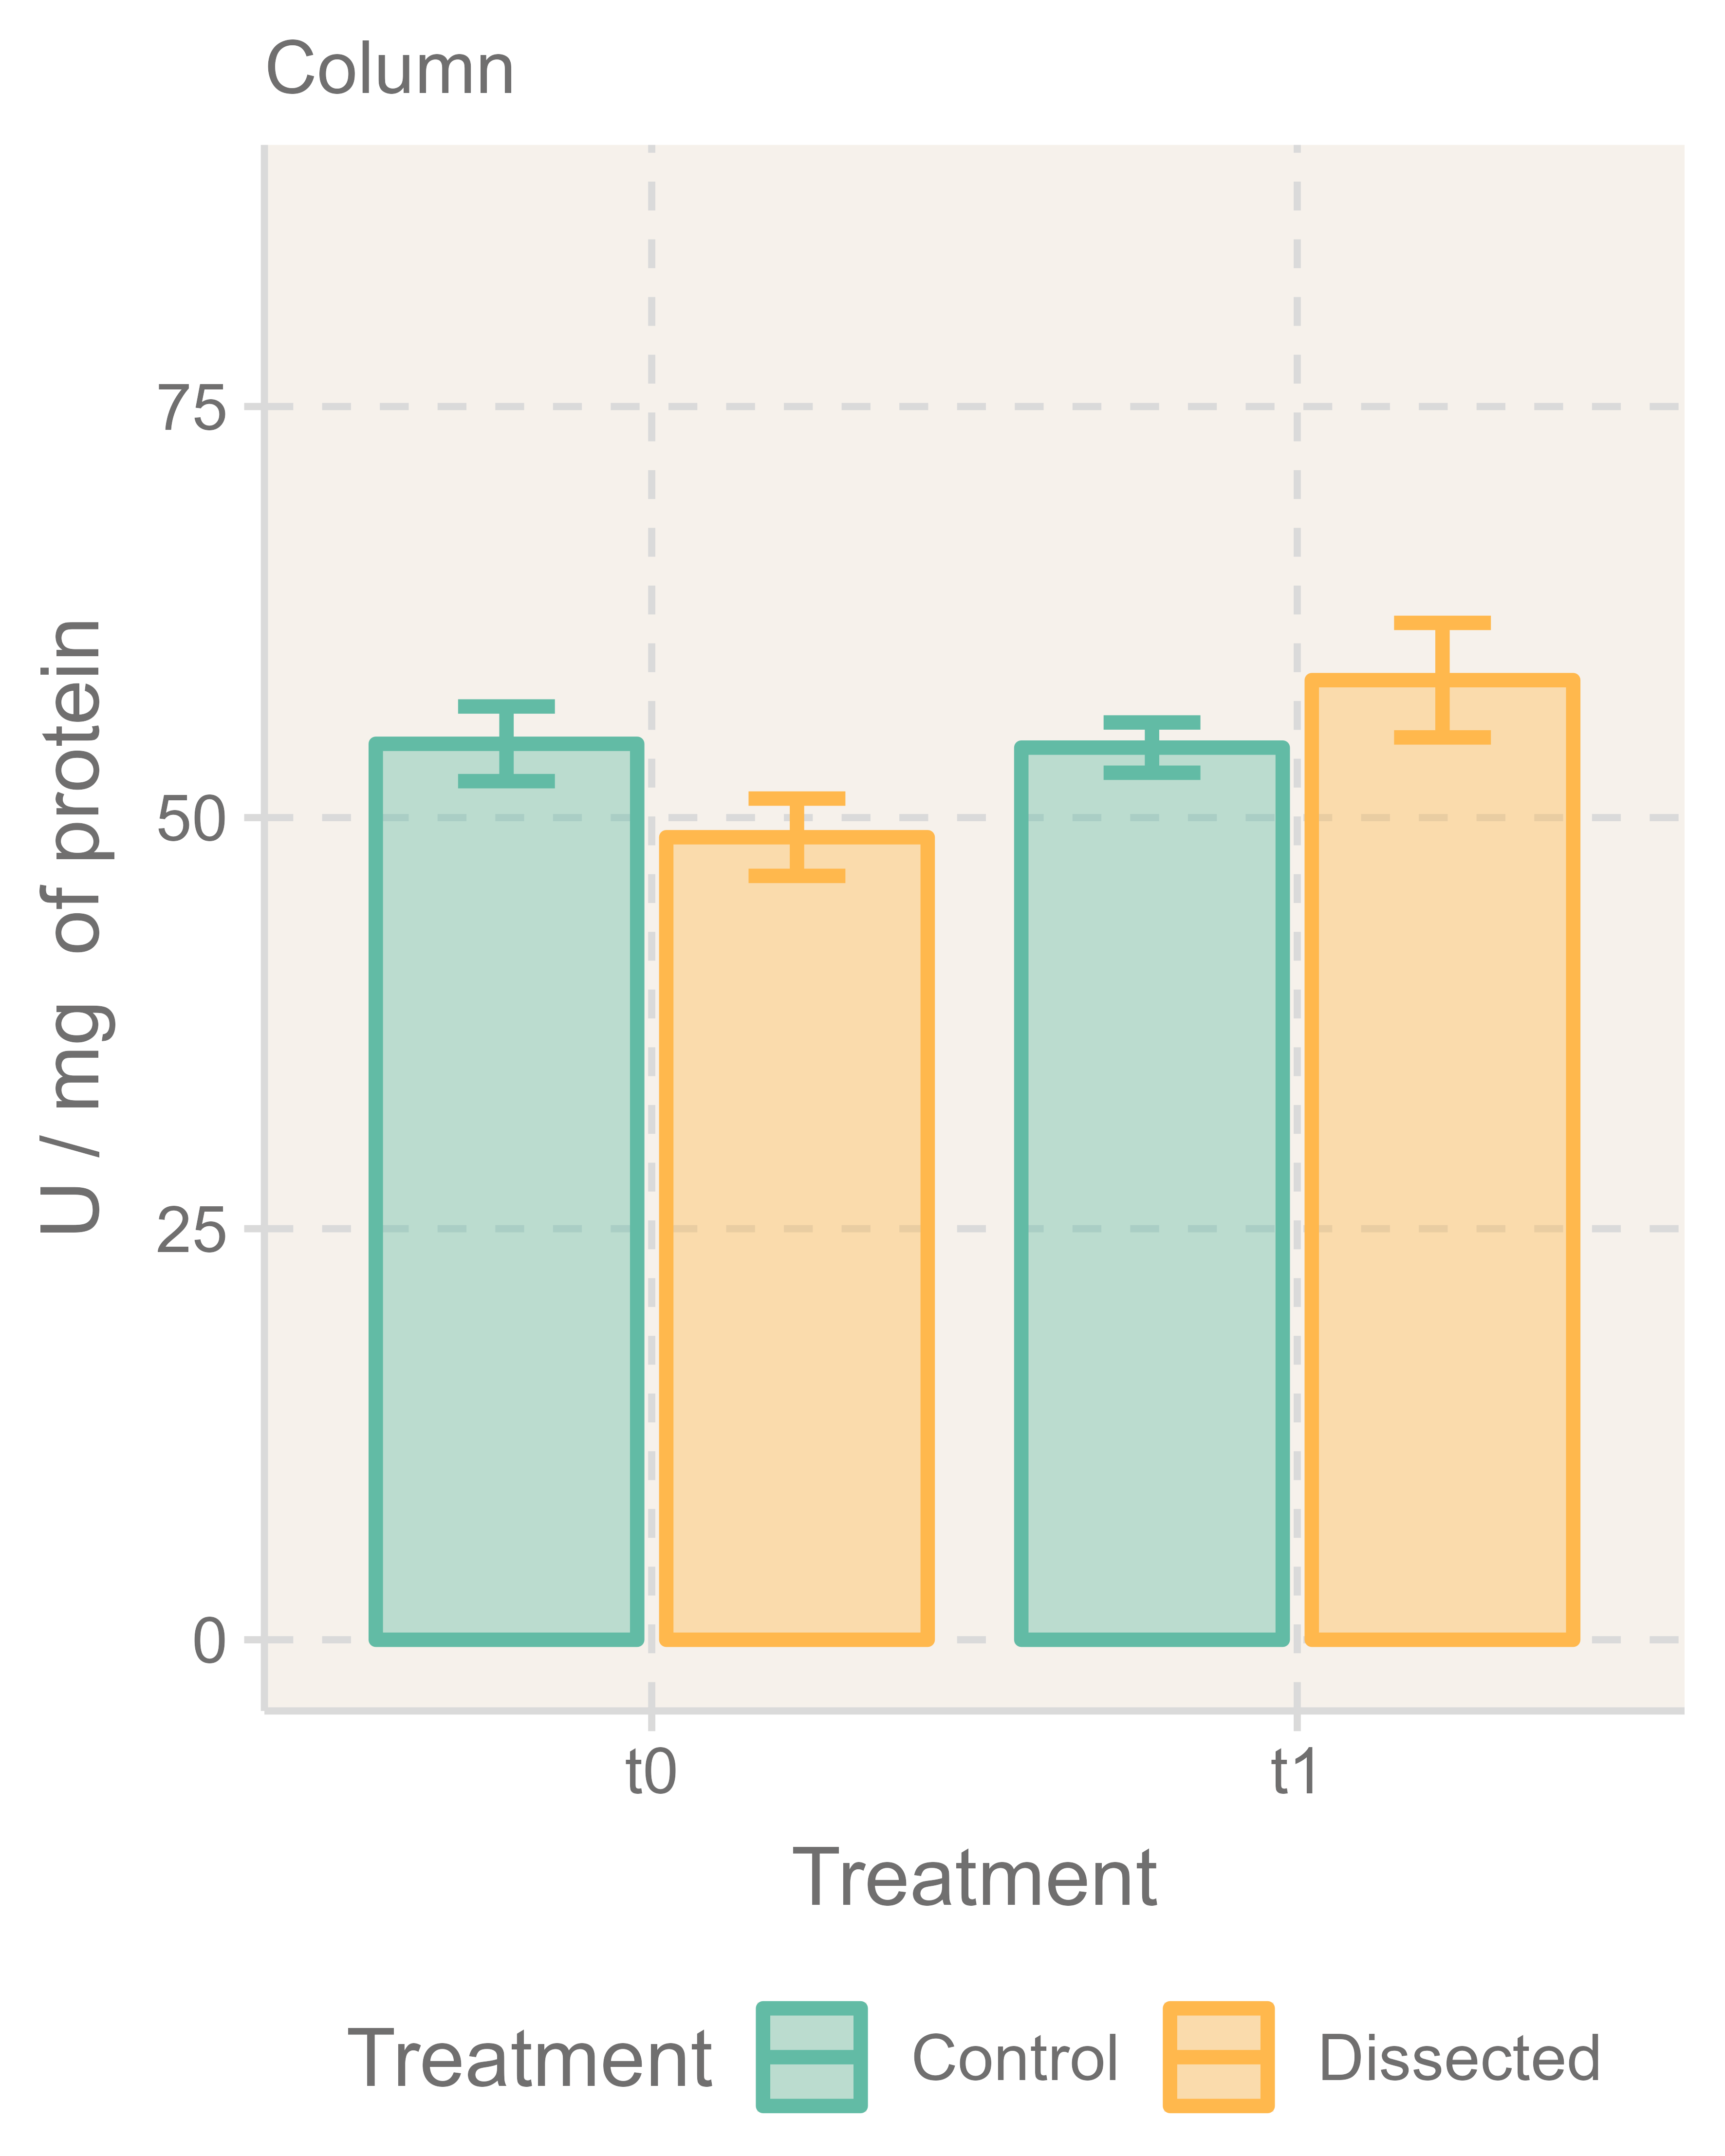 Column
U / mg  of protein
75
50
25
0
t0
t1
Treatment
Treatment
Control
Dissected